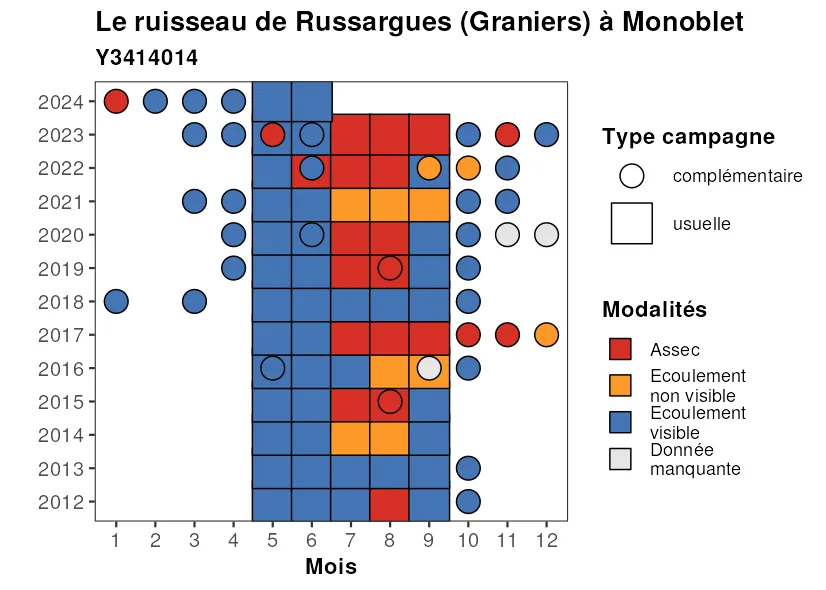 Le ruisseau de Russargues (Graniers) à Monoblet
Y3414014
2024
2023
2022
2021
2020
2019
2018
2017
2016
2015
2014
2013
2012
1 2 3 4 5 6 7 8 9 10 11 12
Mois
Type campagne
complémentaire
usuelle
Modalités
Assec
Ecoulement
non visible
Ecoulement
visible
Donnée
manquante